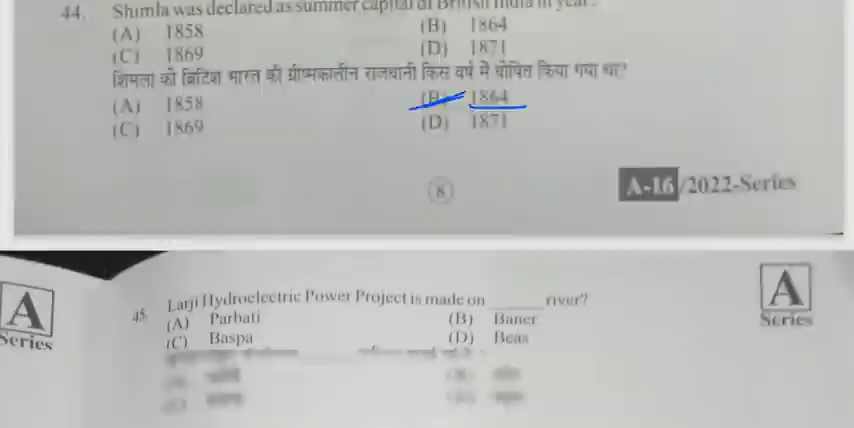 44. Shumla was declared as summer capital of British India in year?
(A) 1858 (B) 1864
(C) 1869 (D) 1871
शिमला को ब्रिटिश भारत की ग्रीष्मकालीन राजधानी किस वर्ष में घोषित किया गया था?
(A) 1858 (B) 1864
(C) 1869 (D) 1871
8 A-16/2022-Series
A Series
A Series
45. Larji Hydroelectric Power Project is made on ______ river?
(A) Parbati (B) Baner
(C) Baspa (D) Beas